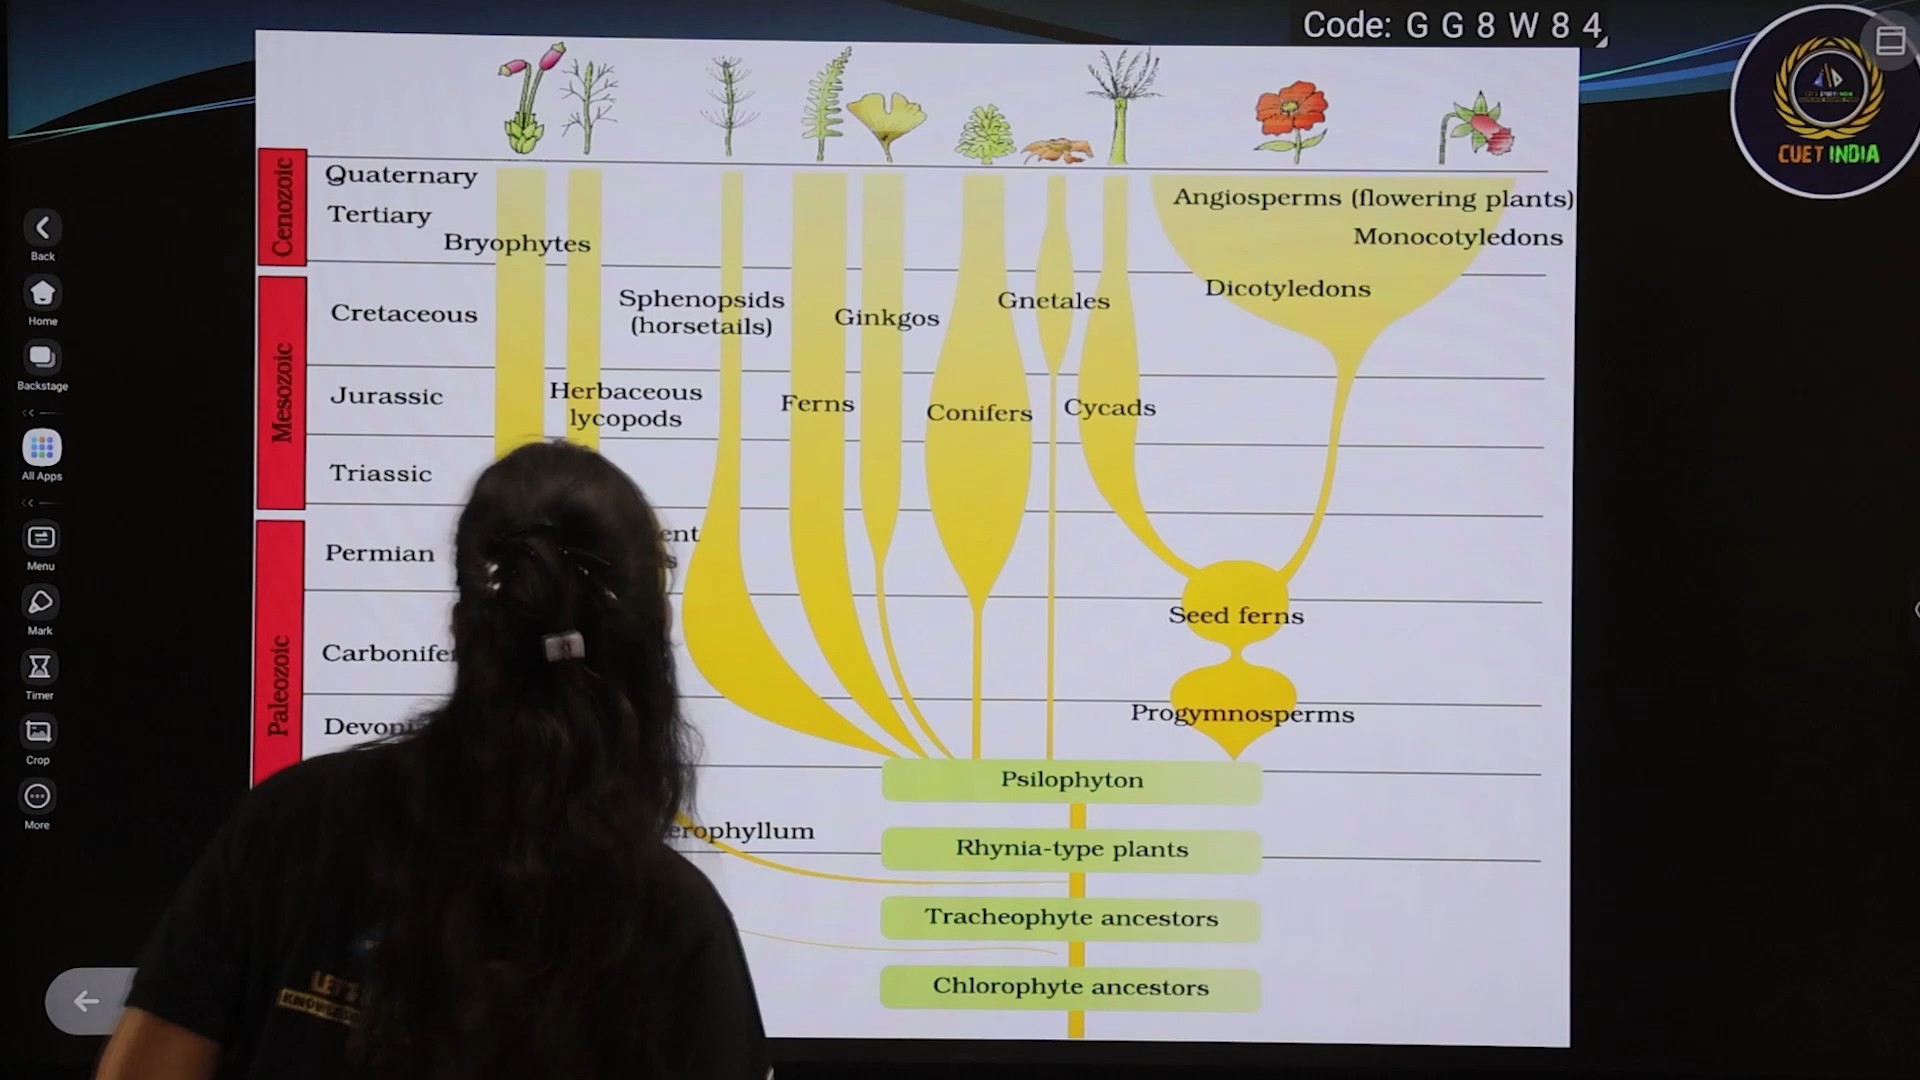 Code: G G 8 W 8 4
CUET INDIA
Back
Home
Backstage
All Apps
Menu
Mark
Timer
Crop
More
Cenozoic
Quaternary
Tertiary
Bryophytes
Angiosperms (flowering plants)
Monocotyledons
Mesozoic
Cretaceous
Sphenopsids
(horsetails)
Ginkgos
Gnetales
Dicotyledons
Jurassic
Herbaceous
lycopods
Ferns
Conifers
Cycads
Triassic
Paleozoic
Permian
Seed ferns
Progymnosperms
Psilophyton
Rhynia-type plants
Tracheophyte ancestors
Chlorophyte ancestors